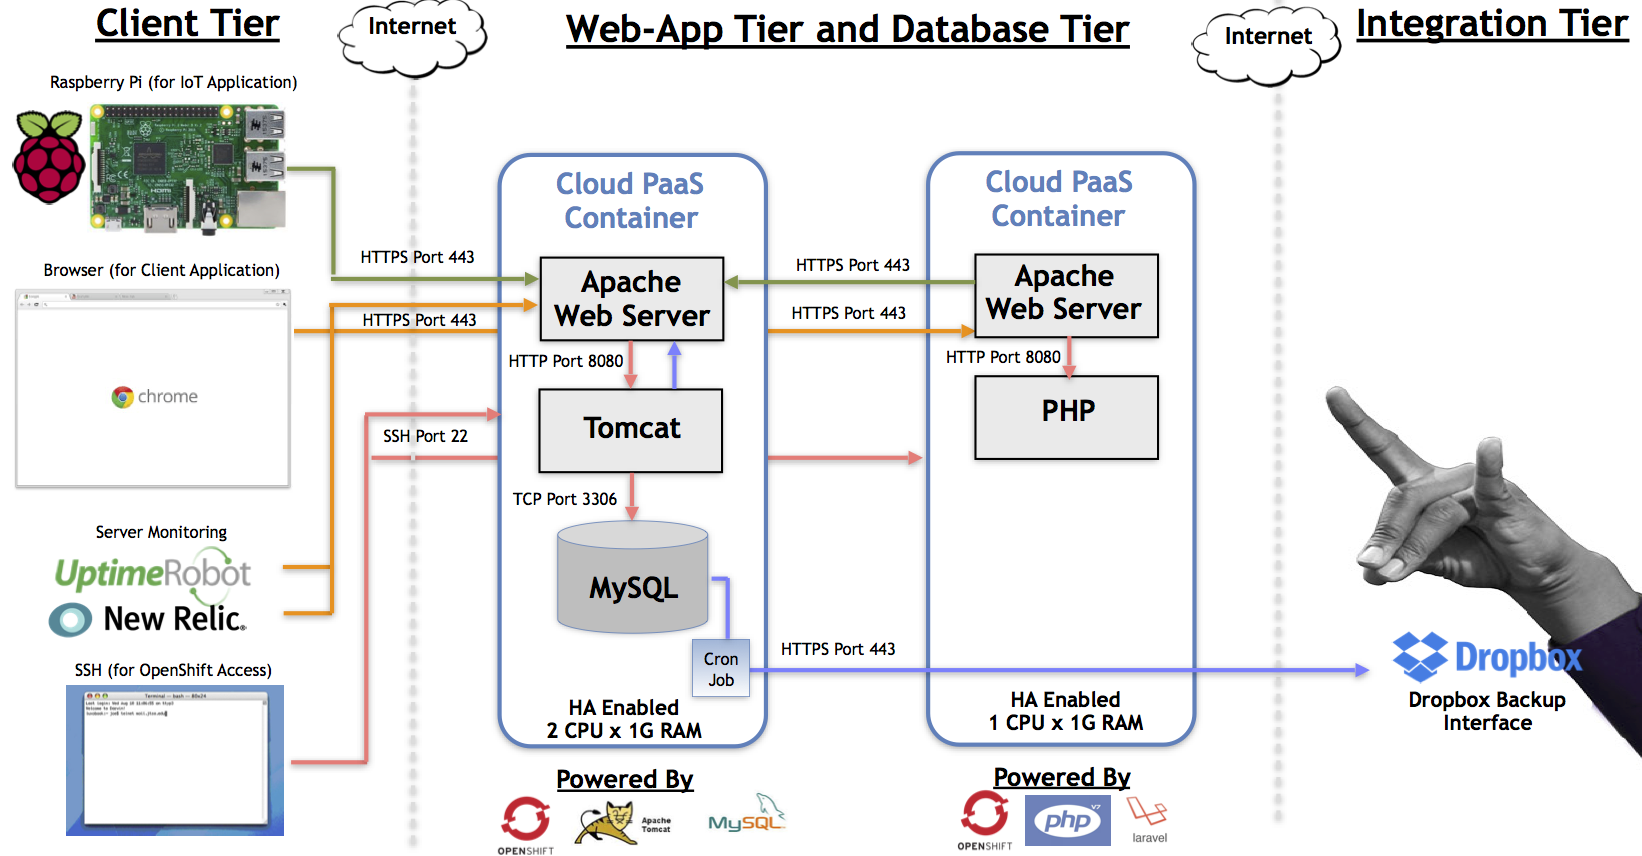 Client Tier
Internet
Web-App Tier and Database Tier
Internet
Integration Tier
Raspberry Pi (for IoT Application)
HTTPS Port 443
Browser (for Client Application)
HTTPS Port 443
chrome
SSH Port 22
Server Monitoring
UptimeRobot
New Relic®
SSH (for OpenShift Access)
Terminal — bash — 80x24
Cloud PaaS
Container
Apache
Web Server
HTTP Port 8080
Tomcat
TCP Port 3306
MySQL
Cron
Job
HA Enabled
2 CPU x 1G RAM
Powered By
OPENSHIFT
Apache
Tomcat
MySQL
HTTPS Port 443
HTTPS Port 443
HTTPS Port 443
Cloud PaaS
Container
Apache
Web Server
HTTP Port 8080
PHP
HA Enabled
1 CPU x 1G RAM
Powered By
OPENSHIFT
php
V7
laravel
Dropbox
Dropbox Backup
Interface